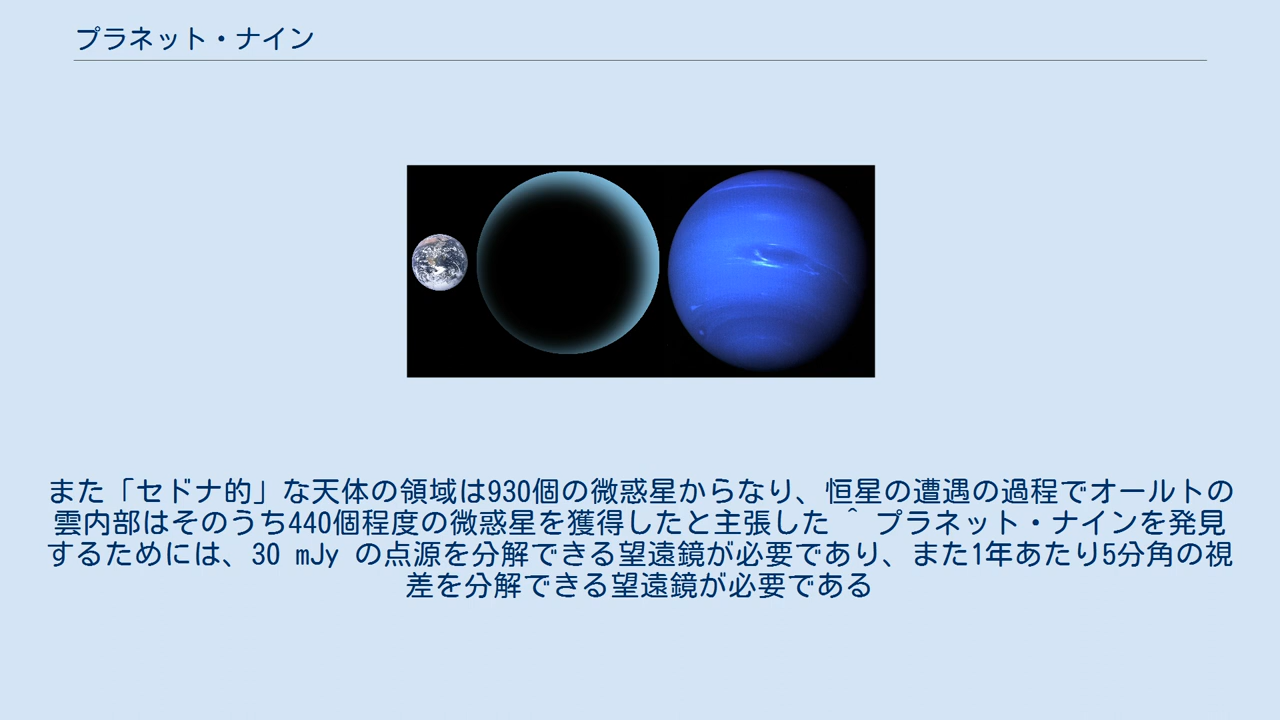 プラネット・ナイン
また「セドナ的」な天体の領域は930個の微惑星からなり、恒星の遭遇の過程でオールトの
雲内部はそのうち440個程度の微惑星を獲得したと主張した ^ プラネット・ナインを発見
するためには、30 mJy の点源を分解できる望遠鏡が必要であり、また1年あたり5分角の視
差を分解できる望遠鏡が必要である